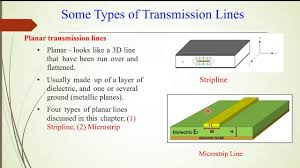 Some Types of Transmission Lines
Planar transmission lines
• Planar – looks like a 3D line
that have been run over and
flattened.
• Usually made up of a layer of
dielectric, and one or several
ground (metallic planes).
• Four types of planar lines
discussed in this chapter; (1)
Stripline, (2) Microstrip
Stripline
W
H
Dielectric
GROUND PLANE
Microstrip Line